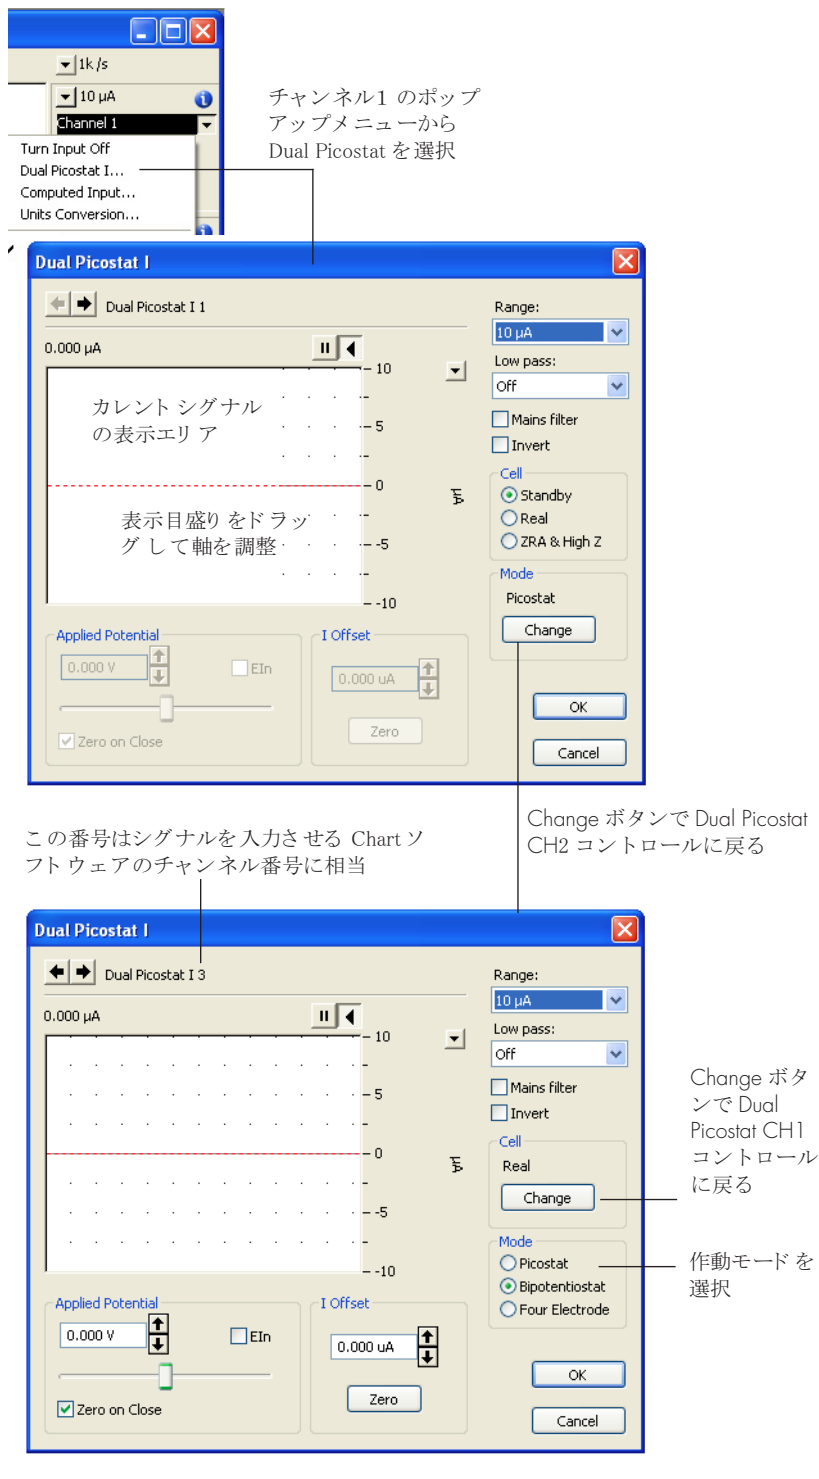 1k /s
10 µA
Channel 1
Turn Input Off
Dual Picostat I...
Computed Input...
Units Conversion...
チャンネル1 のポップ
アップメニューから
Dual Picostat を選択
Dual Picostat I
Dual Picostat I 1
0.000 µA
カレント シグナル
の表示エリア
表示目盛りをドラッ
グして軸を調整
10
5
0
-5
-10
µA
Range:
10 µA
Low pass:
Off
Mains filter
Invert
Cell
Standby
Real
ZRA & High Z
Mode
Picostat
Change
Applied Potential
0.000 V
EIn
Zero on Close
I Offset
0.000 uA
Zero
OK
Cancel
この番号はシグナルを入力させる Chart ソ
フトウェアのチャンネル番号に相当
Change ボタンで Dual Picostat
CH2 コントロールに戻る
Dual Picostat I
Dual Picostat I 3
0.000 µA
10
5
0
-5
-10
µA
Range:
10 µA
Low pass:
Off
Mains filter
Invert
Cell
Real
Change
Mode
Picostat
Bipotentiostat
Four Electrode
Change ボタ
ンで Dual
Picostat CH1
コントロール
に戻る
作動モードを
選択
Applied Potential
0.000 V
EIn
Zero on Close
I Offset
0.000 uA
Zero
OK
Cancel